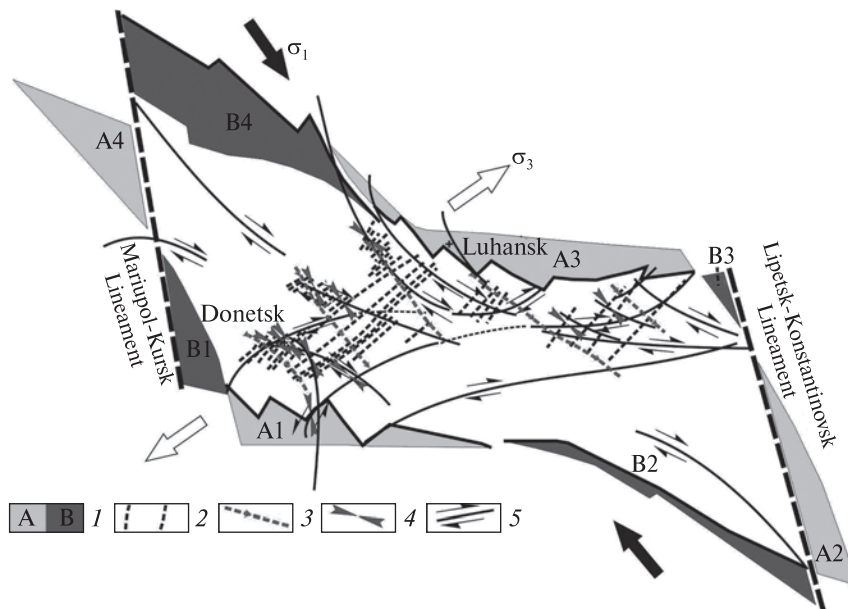 σ1
B4
A4
σ3
Luhansk
A3
B3
Mariupol-Kursk
Lineament
Lipetsk-Konstantinovsk
Lineament
Donetsk
B1
A1
B2
A2
A B 1 2 3 4 5